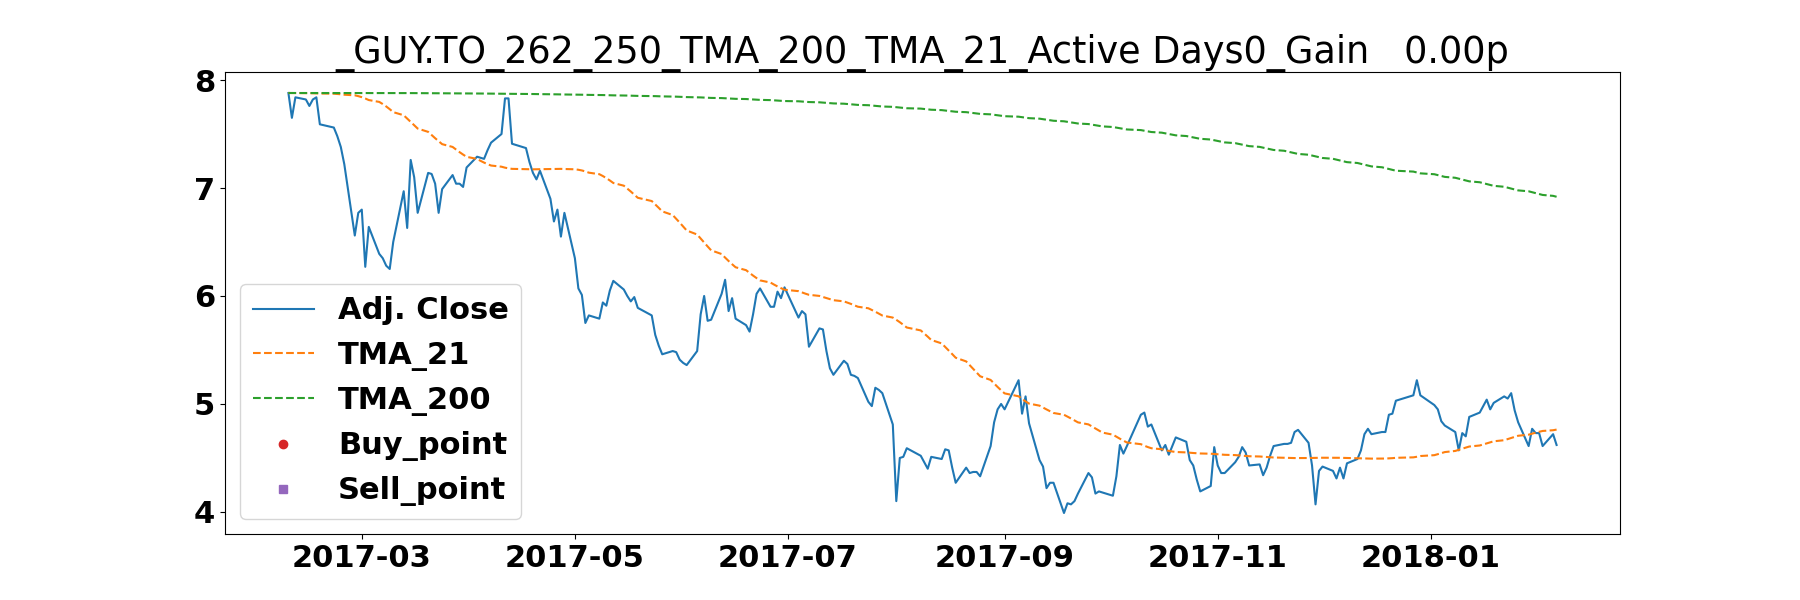 _GUY.TO_262_250_TMA_200_TMA_21_Active Days0_Gain   0.00p
8
7
6
5
4
Adj. Close
TMA_21
TMA_200
Buy_point
Sell_point
2017-03 2017-05 2017-07 2017-09 2017-11 2018-01